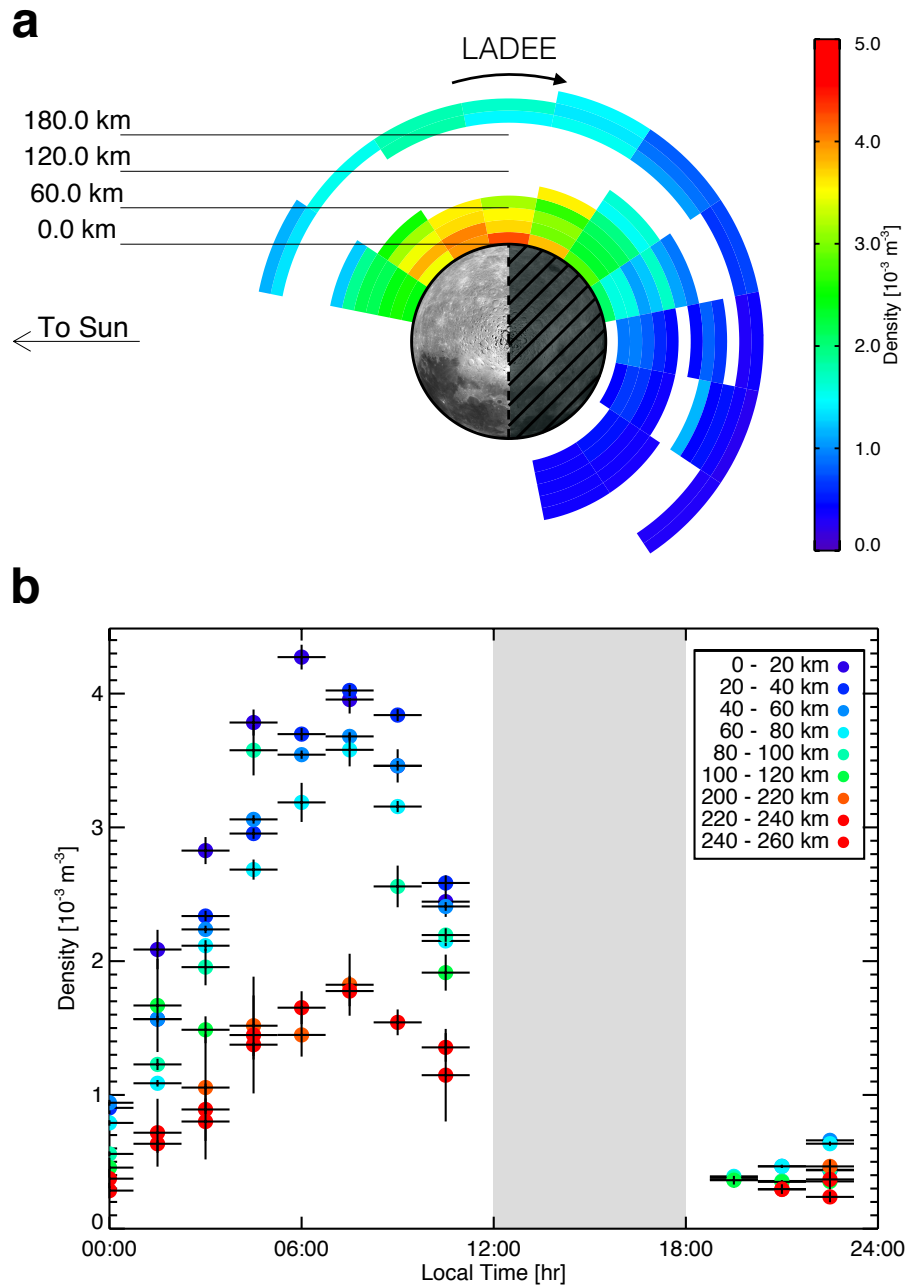 a
LADEE
180.0 km
120.0 km
60.0 km
0.0 km
To Sun
5.0
4.0
3.0
2.0
1.0
0.0
Density [10⁻³ m⁻³]
b
Density [10⁻³ m⁻³]
4
3
2
1
0
0 - 20 km
20 - 40 km
40 - 60 km
60 - 80 km
80 - 100 km
100 - 120 km
200 - 220 km
220 - 240 km
240 - 260 km
00:00 06:00 12:00 18:00 24:00
Local Time [hr]